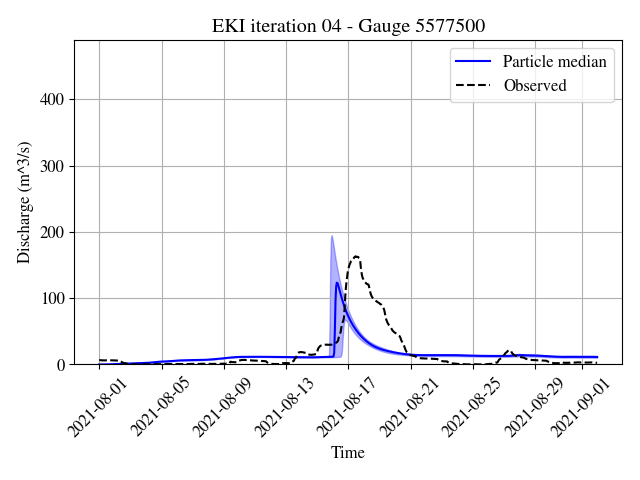 EKI iteration 04 - Gauge 5577500
Particle median
Observed
Discharge (m^3/s)
400
300
200
100
0
2021-08-01
2021-08-05
2021-08-09
2021-08-13
2021-08-17
2021-08-21
2021-08-25
2021-08-29
2021-09-01
Time